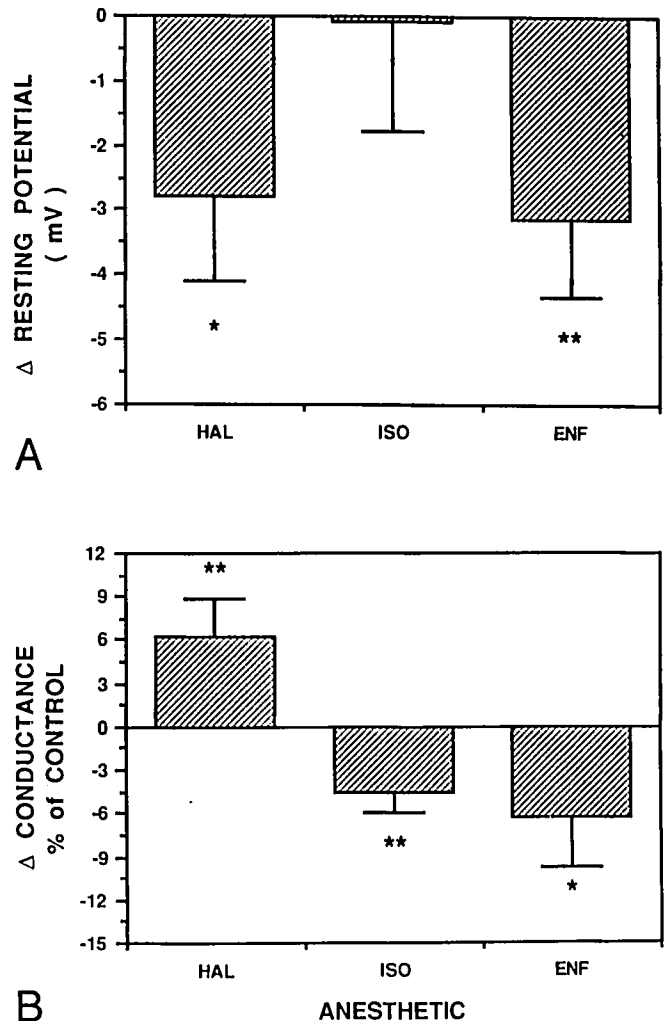 0
-1
-2
-3
-4
-5
-6
Δ RESTING POTENTIAL
( mV )
*
**
HAL ISO ENF
A
12
9
6
3
0
-3
-6
-9
-12
-15
Δ CONDUCTANCE
% of CONTROL
**
**
*
HAL ISO ENF
B
ANESTHETIC